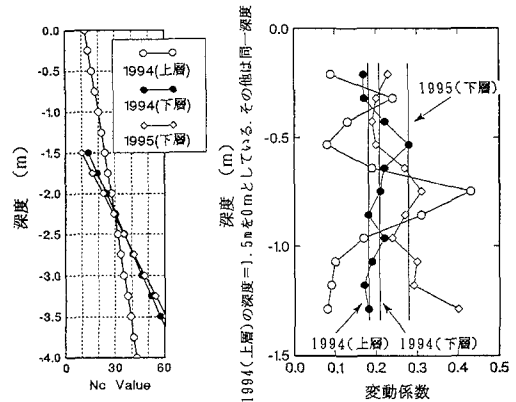 0.0
-0.5
-1.0
-1.5
-2.0
-2.5
-3.0
-3.5
-4.0
深度 (m)
0
30
60
Nc Value
1994(上層)
1994(下層)
1995(下層)
1994(上層)の深度=1.5mを0mとしている.その他は同一深度
深度 (m)
0.0
-0.5
-1.0
-1.5
1995(下層)
1994(上層)
1994(下層)
0.0
0.1
0.2
0.3
0.4
0.5
変動係数